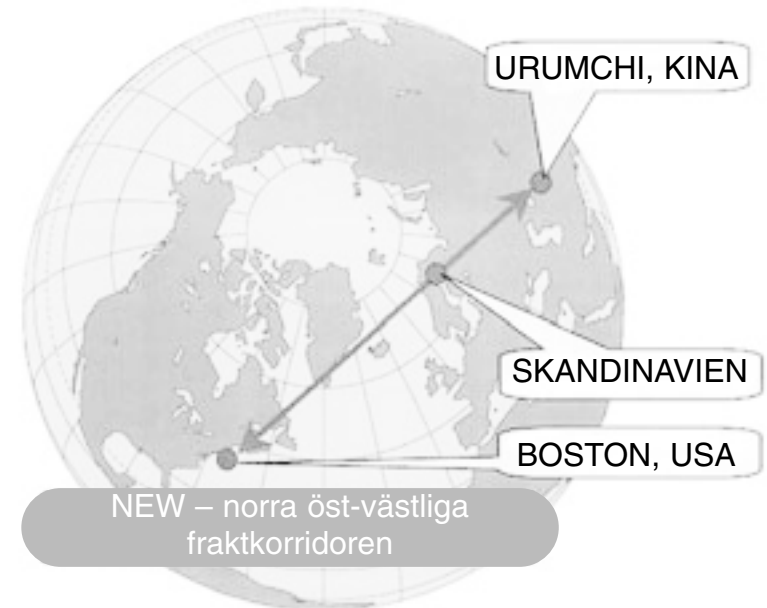 URUMCHI, KINA
SKANDINAVIEN
BOSTON, USA
NEW – norra öst-västliga
fraktkorridoren